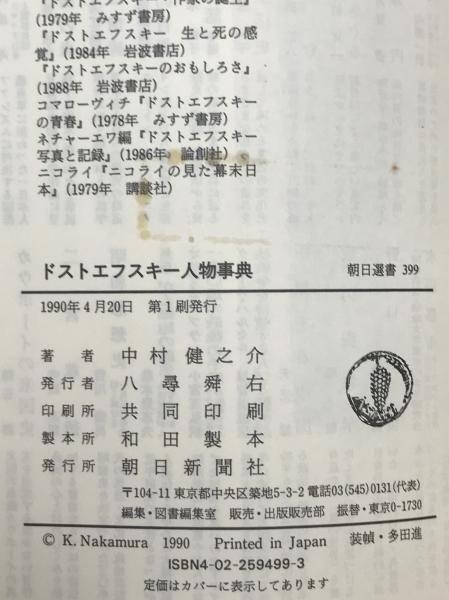 『ドストエフスキー・作家の誕生』
(1979年　みすず書房)
『ドストエフスキー　生と死の感
覚』(1984年　岩波書店)
『ドストエフスキーのおもしろさ』
(1988年　岩波書店)
コマローヴィチ『ドストエフスキー
の青春』(1978年　みすず書房)
ネチャーエワ編『ドストエフスキー
写真と記録』(1986年　論創社)
ニコライ『ニコライの見た幕末日
本』(1979年　講談社)
ドストエフスキー人物事典　朝日選書 399
1990年4月20日　第1刷発行
著者　中村健之介
発行者　八尋舜右
印刷所　共同印刷
製本所　和田製本
発行所　朝日新聞社
〒104-11 東京都中央区築地5-3-2 電話03(545)0131(代表)
編集・図書編集室　販売・出版販売部　振替・東京0-1730
© K. Nakamura 1990　Printed in Japan　装幀・多田進
ISBN4-02-259499-3
定価はカバーに表示してあります